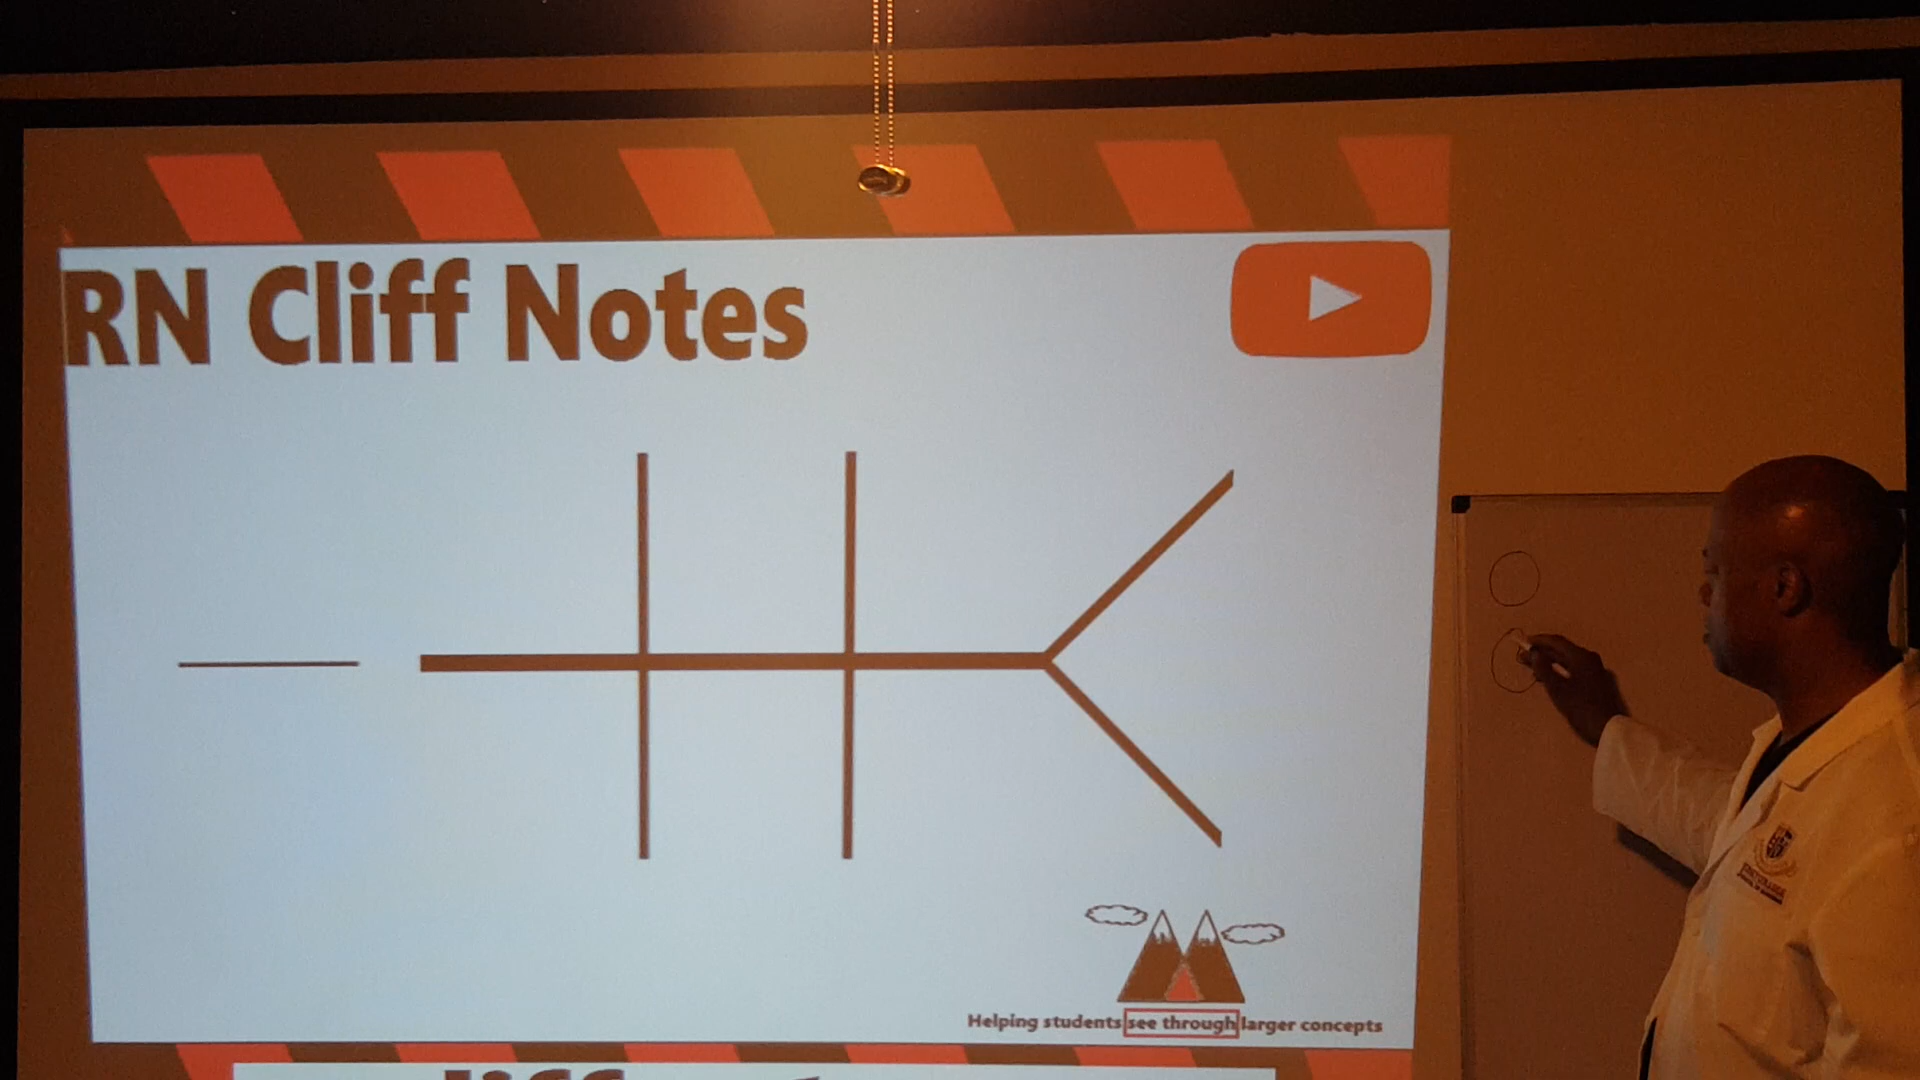 RN Cliff Notes
Helping students see through larger concepts